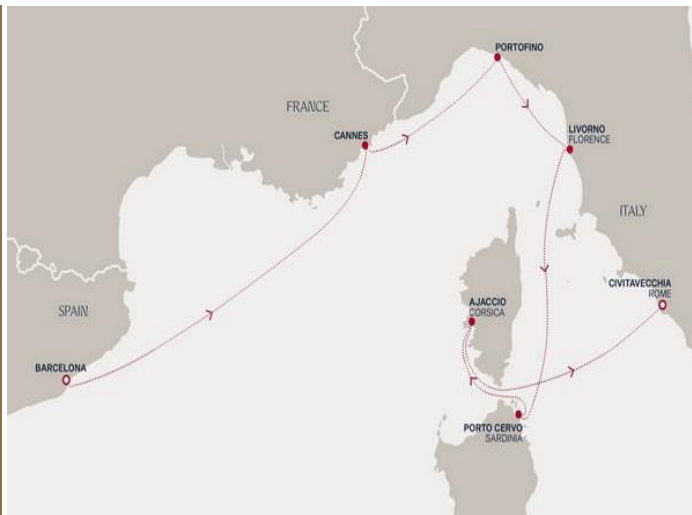 PORTOFINO
FRANCE
CANNES
LIVORNO
FLORENCE
ITALY
CIVITAVECCHIA
ROME
AJACCIO
CORSICA
SPAIN
BARCELONA
PORTO CERVO
SARDINIA